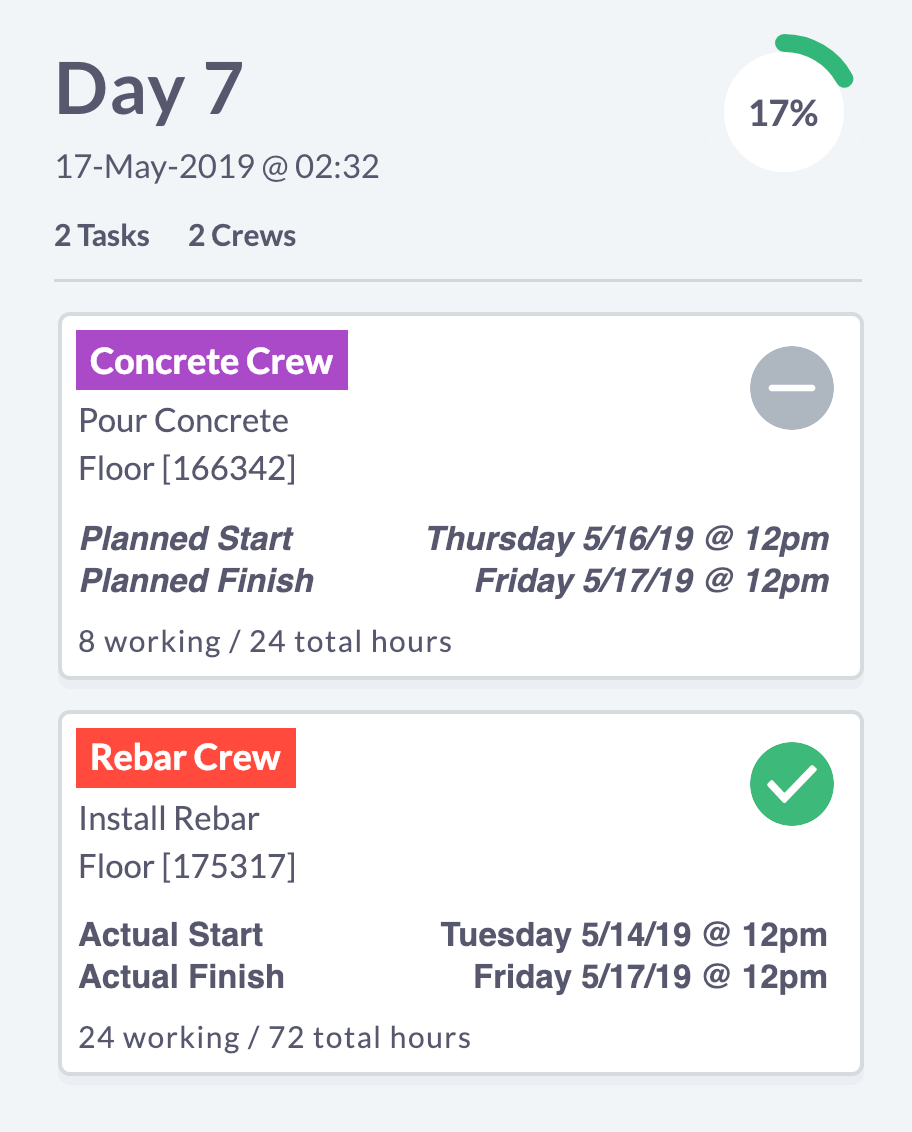 Day 7
17%
17-May-2019 @ 02:32
2 Tasks 2 Crews
Concrete Crew
Pour Concrete
Floor [166342]
Planned Start Thursday 5/16/19 @ 12pm
Planned Finish Friday 5/17/19 @ 12pm
8 working / 24 total hours
Rebar Crew
Install Rebar
Floor [175317]
Actual Start Tuesday 5/14/19 @ 12pm
Actual Finish Friday 5/17/19 @ 12pm
24 working / 72 total hours